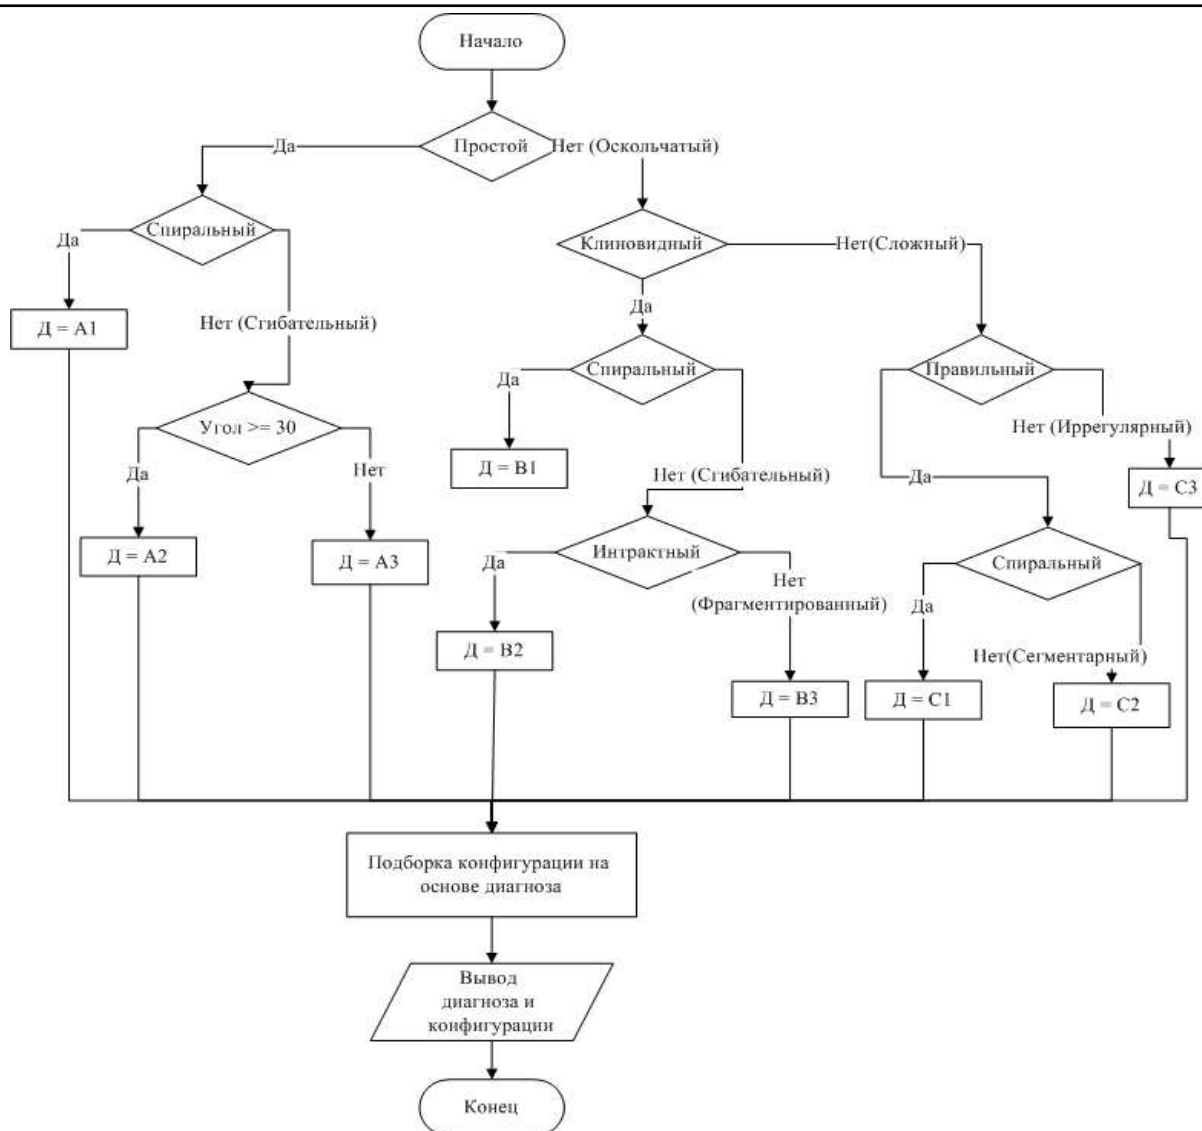 Начало
Простой
Да
Нет (Оскольчатый)
Спиральный
Клиновидный
Да
Нет(Сложный)
Д = А1
Нет (Сгибательный)
Да
Спиральный
Правильный
Да
Угол >= 30
Нет (Иррегулярный)
Да
Нет
Д = В1
Нет (Сгибательный)
Да
Д = С3
Д = А2
Д = А3
Интрактный
Спиральный
Да
Нет
(Фрагментированный)
Да
Д = В2
Нет(Сегментарный)
Д = В3
Д = С1
Д = С2
Подборка конфигурации на
основе диагноза
Вывод
диагноза и
конфигурации
Конец